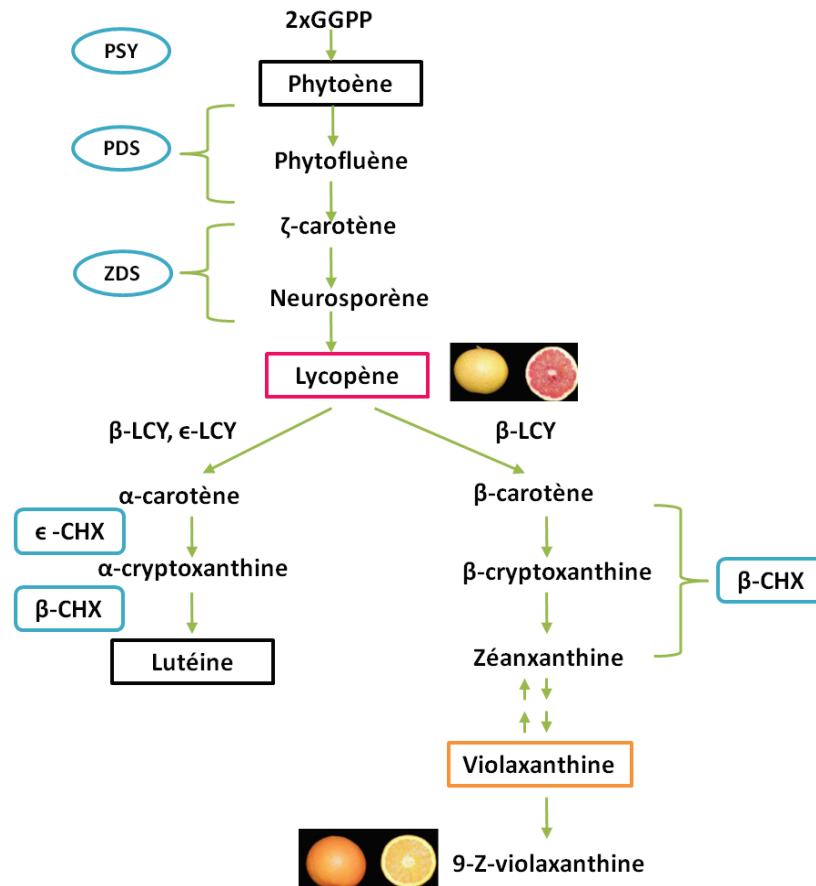 2xGGPP
PSY
Phytoène
PDS
Phytofluène
ζ-carotène
ZDS
Neurosporène
Lycopène
β-LCY, ϵ-LCY
β-LCY
α-carotène
β-carotène
ϵ -CHX
α-cryptoxanthine
β-cryptoxanthine
β-CHX
β-CHX
Lutéine
Zéanxanthine
Violaxanthine
9-Z-violaxanthine